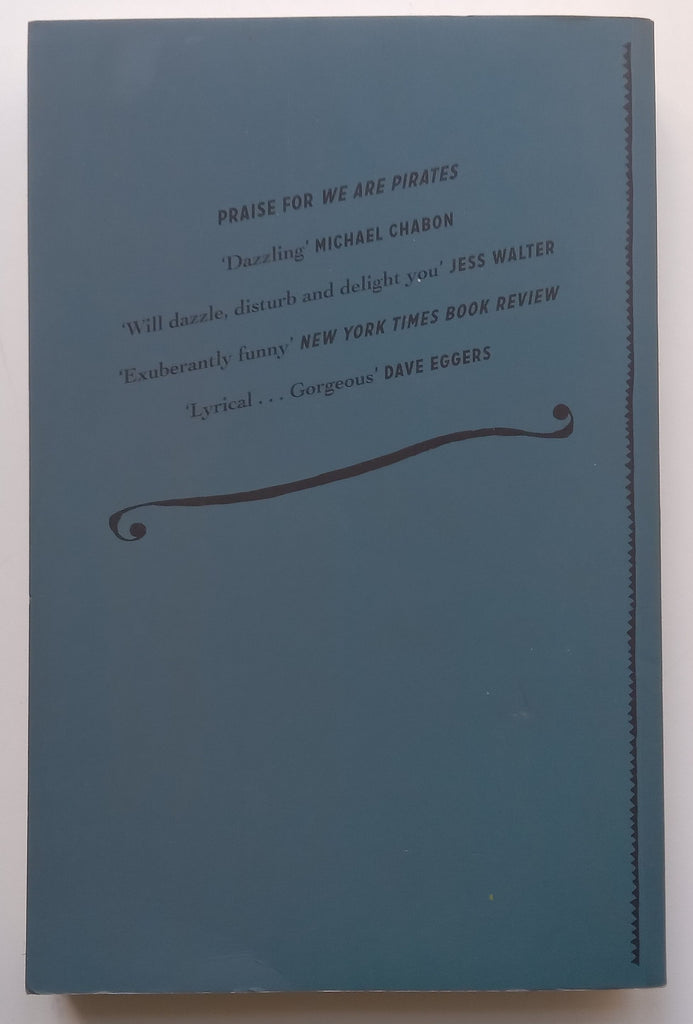 PRAISE FOR WE ARE PIRATES
‘Dazzling’ MICHAEL CHABON
‘Will dazzle, disturb and delight you’ JESS WALTER
‘Exuberantly funny’ NEW YORK TIMES BOOK REVIEW
‘Lyrical . . . Gorgeous’ DAVE EGGERS